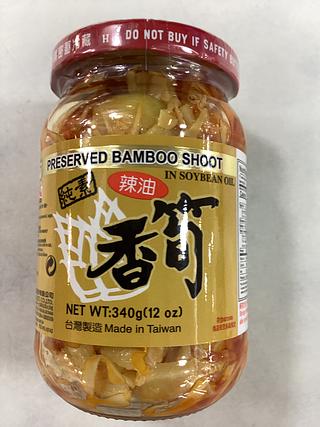 DO NOT BUY IF SAFETY
PRESERVED BAMBOO SHOOT
IN SOYBEAN OIL
純素
辣油
香筍
NET WT:340g(12 oz)
台灣製造 Made in Taiwan